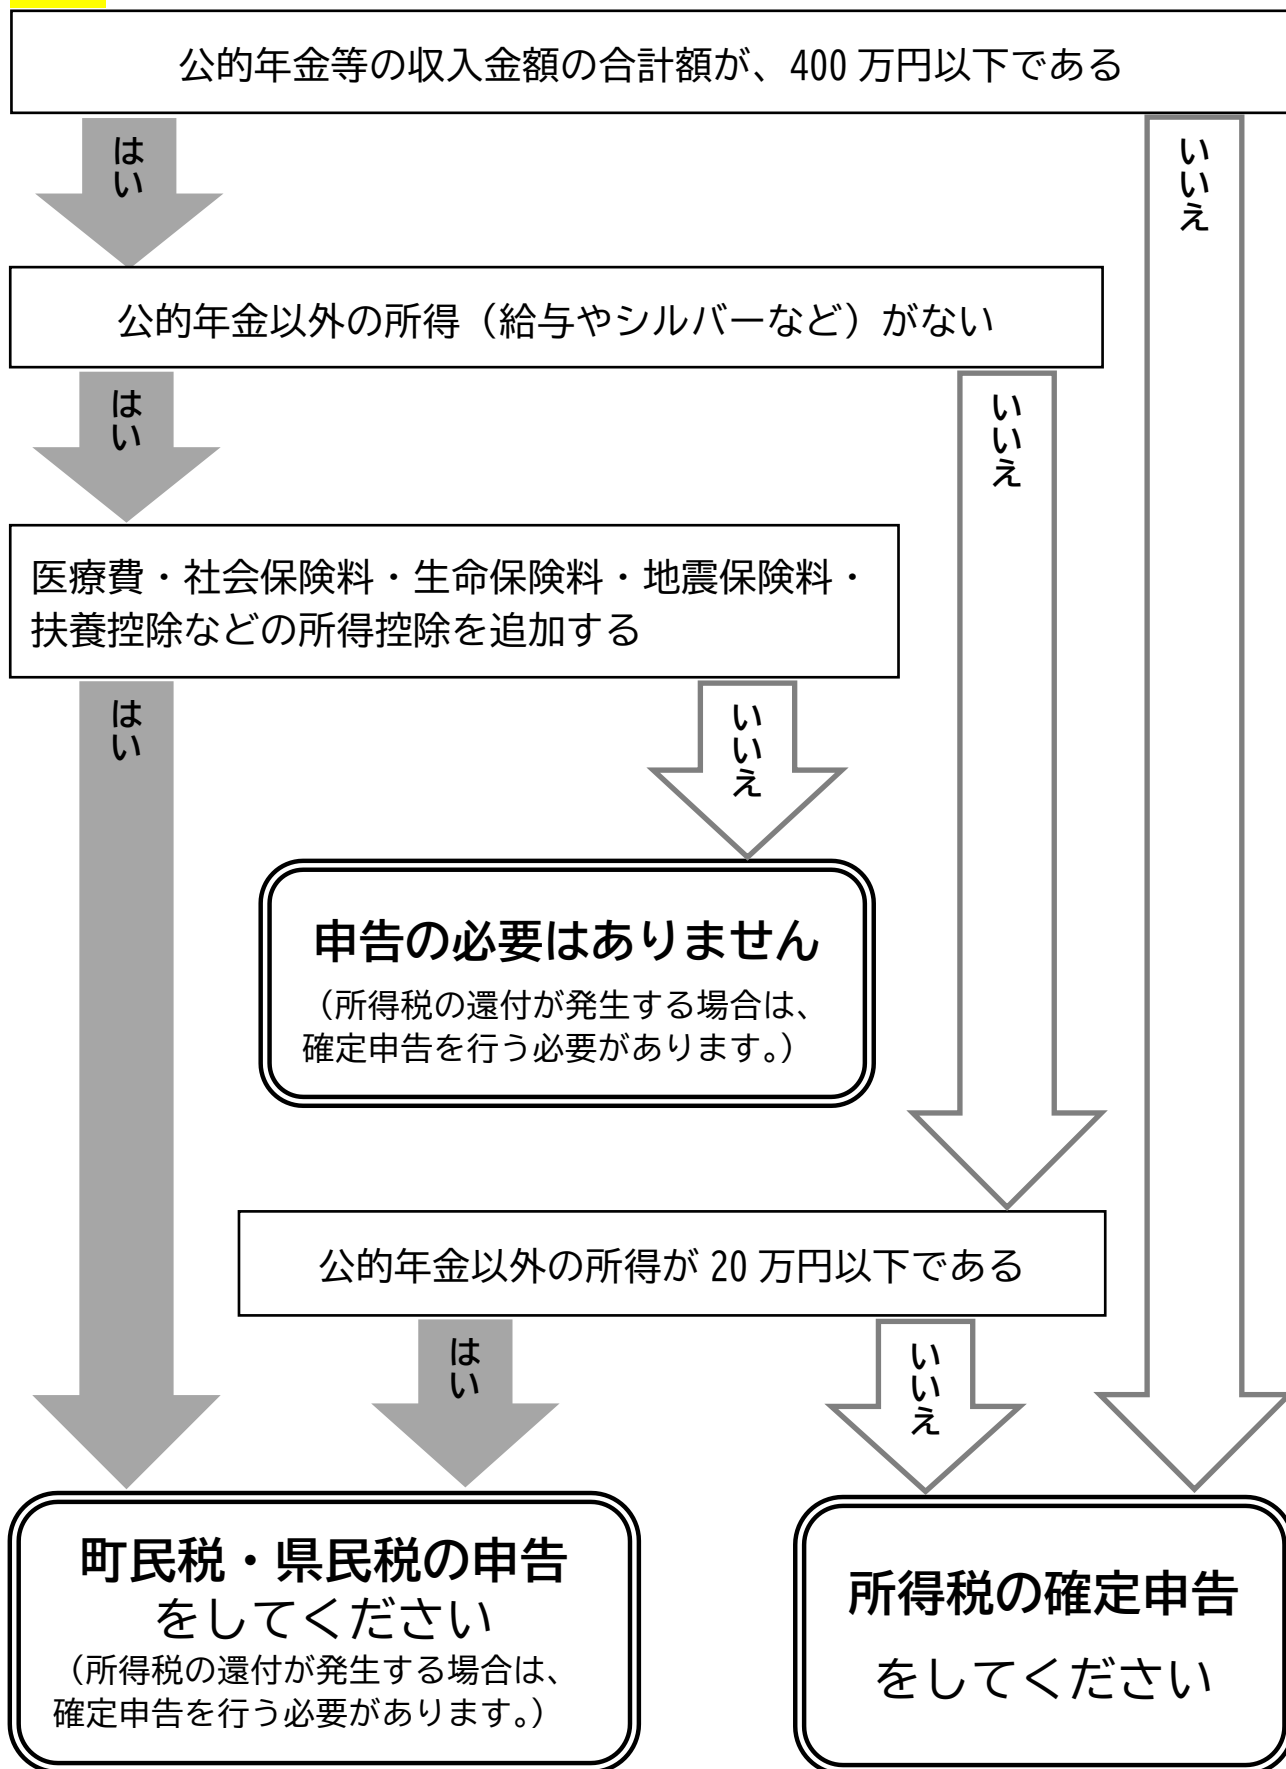 公的年金等の収入金額の合計額が、400 万円以下である
はい
いいえ
公的年金以外の所得（給与やシルバーなど）がない
はい
いいえ
医療費・社会保険料・生命保険料・地震保険料・
扶養控除などの所得控除を追加する
はい
いいえ
申告の必要はありません
（所得税の還付が発生する場合は、
確定申告を行う必要があります。）
公的年金以外の所得が 20 万円以下である
はい
いいえ
町民税・県民税の申告
をしてください
（所得税の還付が発生する場合は、
確定申告を行う必要があります。）
所得税の確定申告
をしてください